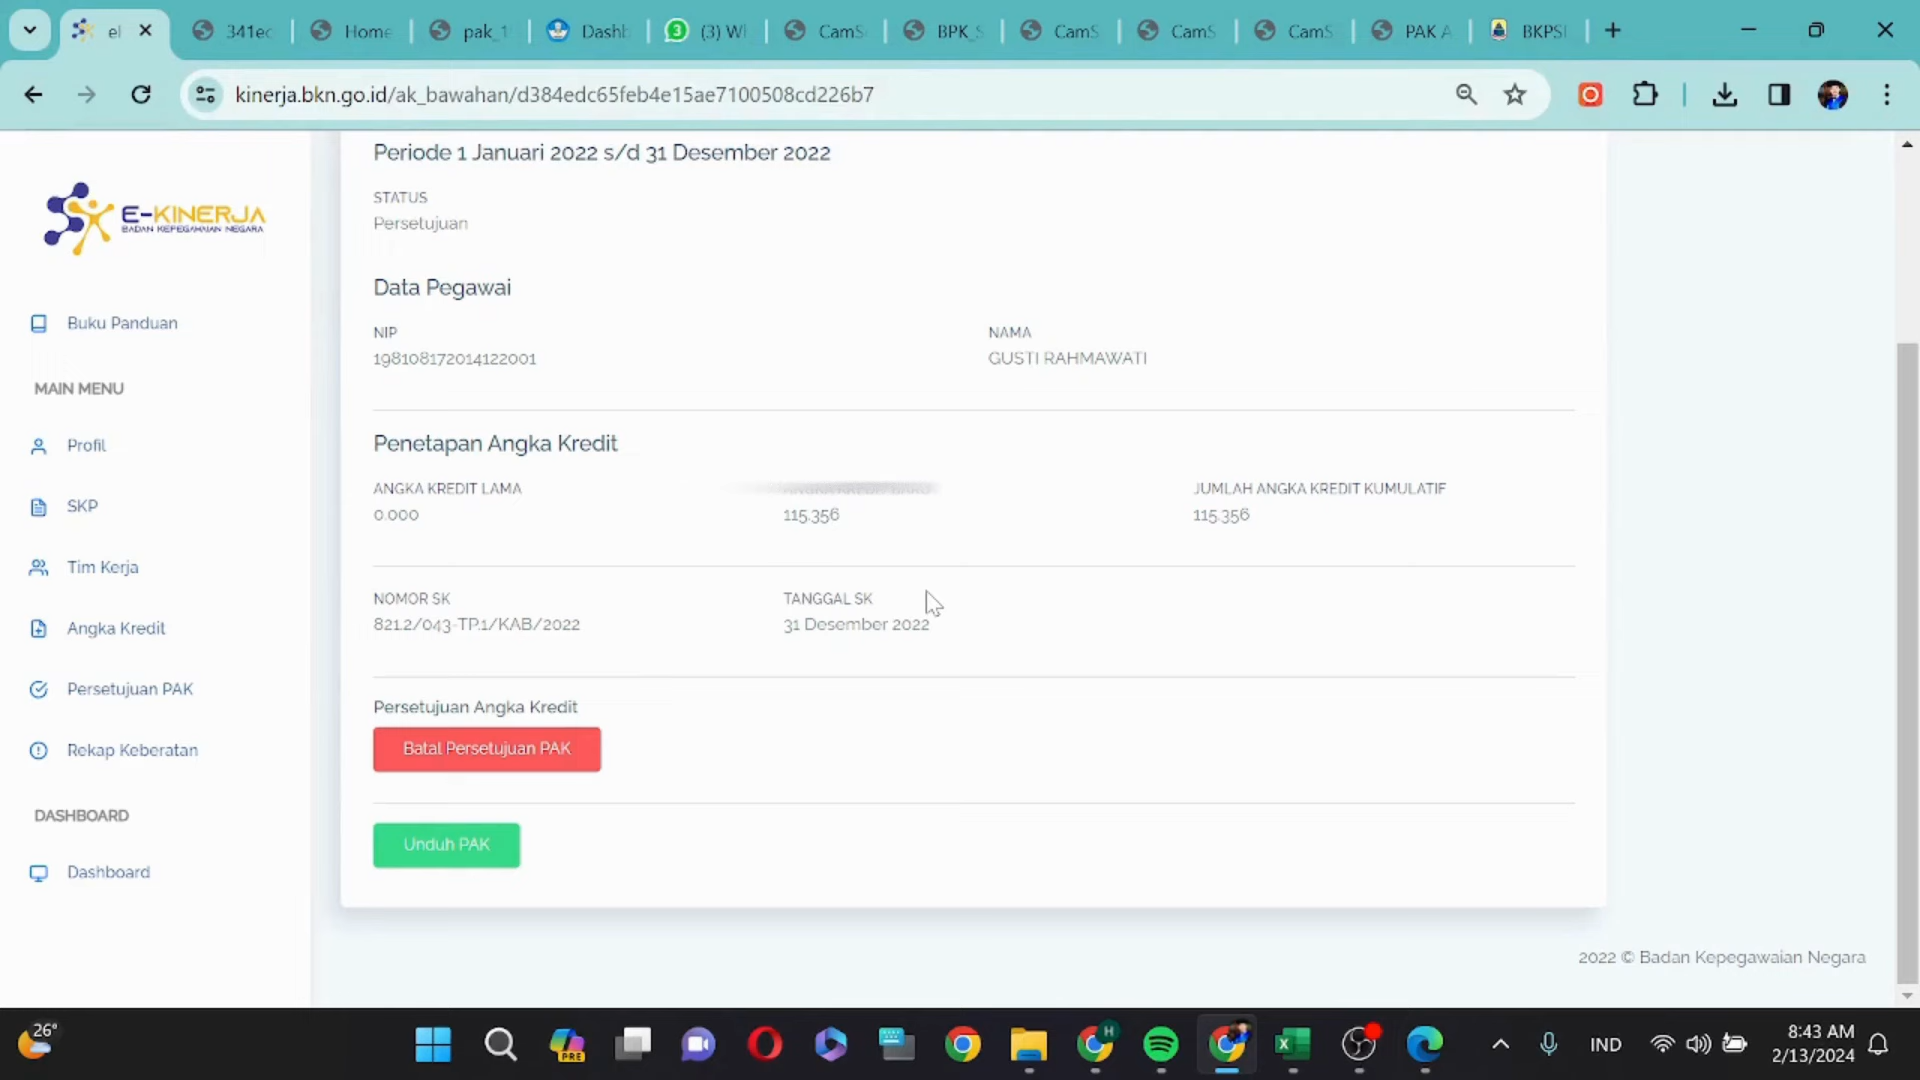 el
341ec
Home
pak_1
Dashb
(3) W
CamS
BPK_S
CamS
CamS
CamS
PAK A
BKPSI
kinerja.bkn.go.id/ak_bawahan/d384edc65feb4e15ae7100508cd226b7
E-KINERJA
BADAN KEPEGAWAIAN NEGARA
Buku Panduan
MAIN MENU
Profil
SKP
Tim Kerja
Angka Kredit
Persetujuan PAK
Rekap Keberatan
DASHBOARD
Dashboard
Periode 1 Januari 2022 s/d 31 Desember 2022
STATUS
Persetujuan
Data Pegawai
NIP
NAMA
198108172014122001
GUSTI RAHMAWATI
Penetapan Angka Kredit
ANGKA KREDIT LAMA
JUMLAH ANGKA KREDIT KUMULATIF
0.000
115.356
115.356
NOMOR SK
TANGGAL SK
821.2/043-TP.1/KAB/2022
31 Desember 2022
Persetujuan Angka Kredit
Batal Persetujuan PAK
Unduh PAK
2022 © Badan Kepegawaian Negara
26°
PRE
H
IND
8:43 AM
2/13/2024